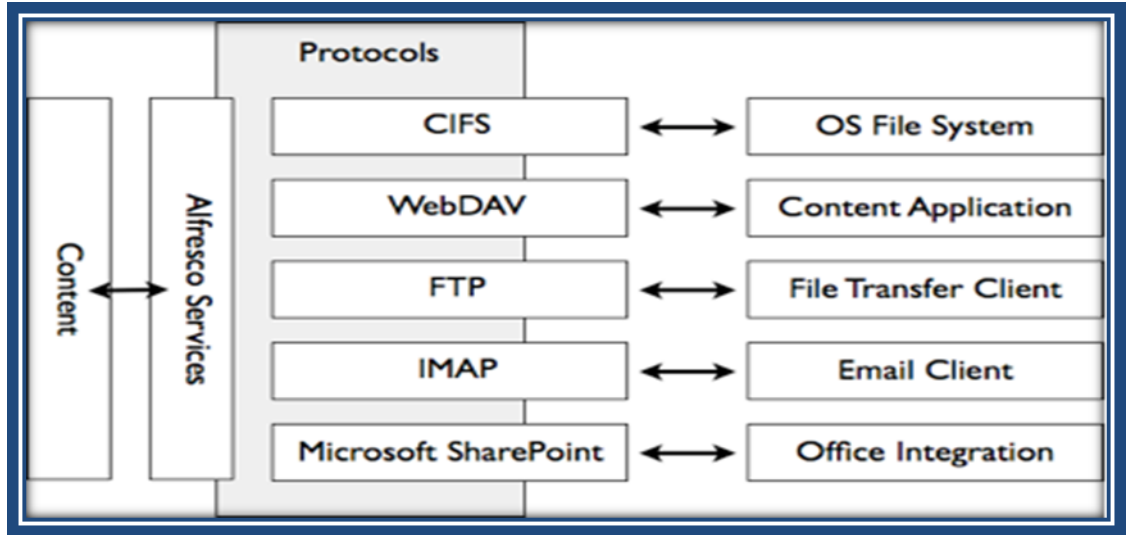 Protocols
CIFS
OS File System
WebDAV
Content Application
FTP
File Transfer Client
IMAP
Email Client
Microsoft SharePoint
Office Integration
Content
Alfresco Services